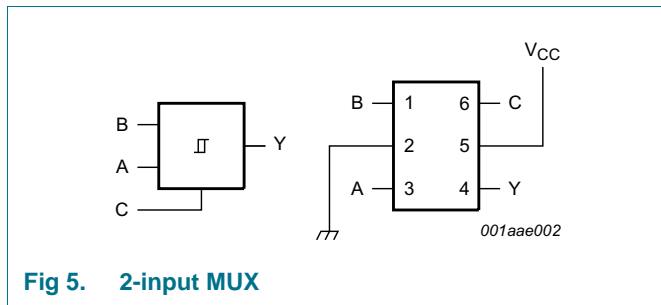 VCC
B
A
C
Y
B 1 6 C
2 5
A 3 4 Y
001aae002
Fig 5. 2-input MUX